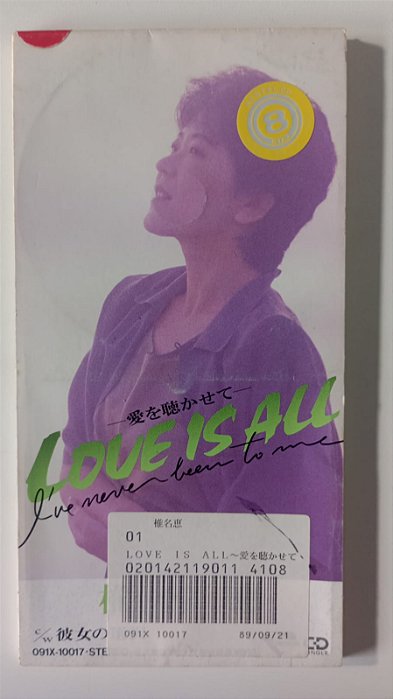 8
—愛を聴かせて—
LOVE IS ALL
I've never been to me
椎名恵
01
LOVE IS ALL〜愛を聴かせて
020142119011 4108
091X 10017
89/09/21
c/w 彼女の
091X-10017·STE